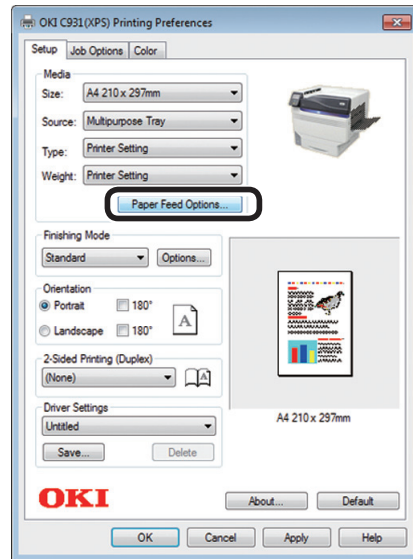 OKI C931(XPS) Printing Preferences
Setup Job Options Color
Media
Size: A4 210 x 297mm
Source: Multipurpose Tray
Type: Printer Setting
Weight: Printer Setting
Paper Feed Options...
Finishing Mode
Standard Options...
Orientation
Portrait 180°
Landscape 180°
A
2-Sided Printing (Duplex)
(None)
A
Driver Settings
Untitled
Save... Delete
A4 210 x 297mm
OKI
About... Default
OK Cancel Apply Help